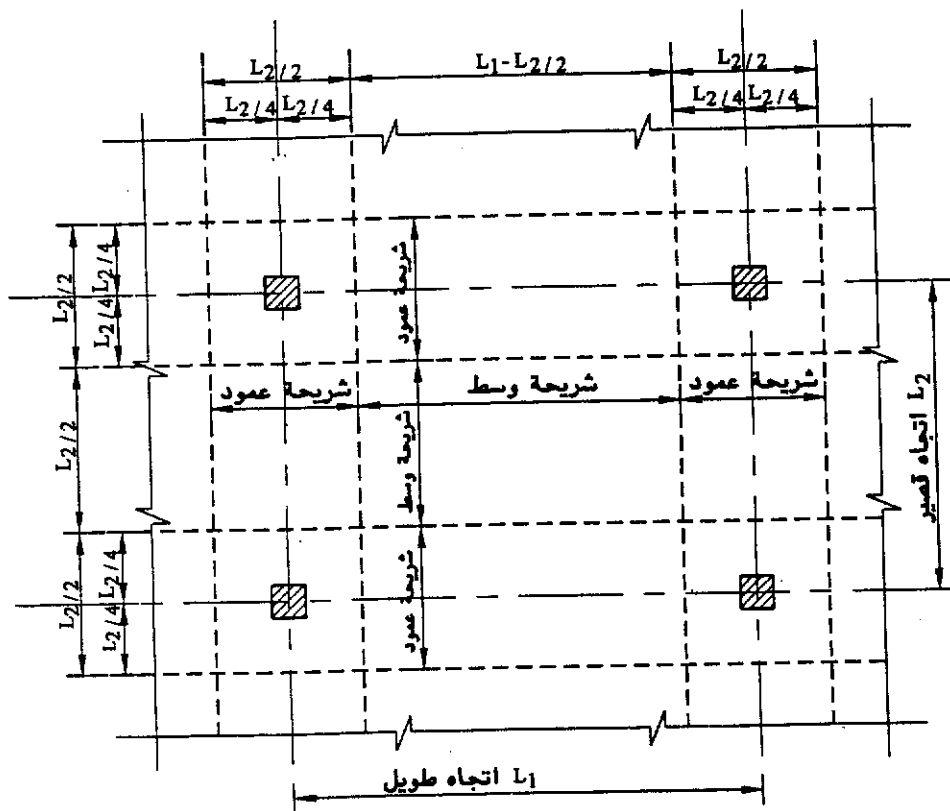 L2/2
L1-L2/2
L2/2
L2/4 L2/4
L2/4 L2/4
L2/2
L2/4 L2/4
شريحة عمود
شريحة عمود
شريحة وسط
شريحة عمود
L2/2
شريحة وسط
L2 اتجاه قصير
L2/2
L2/4 L2/4
شريحة عمود
L1 اتجاه طويل